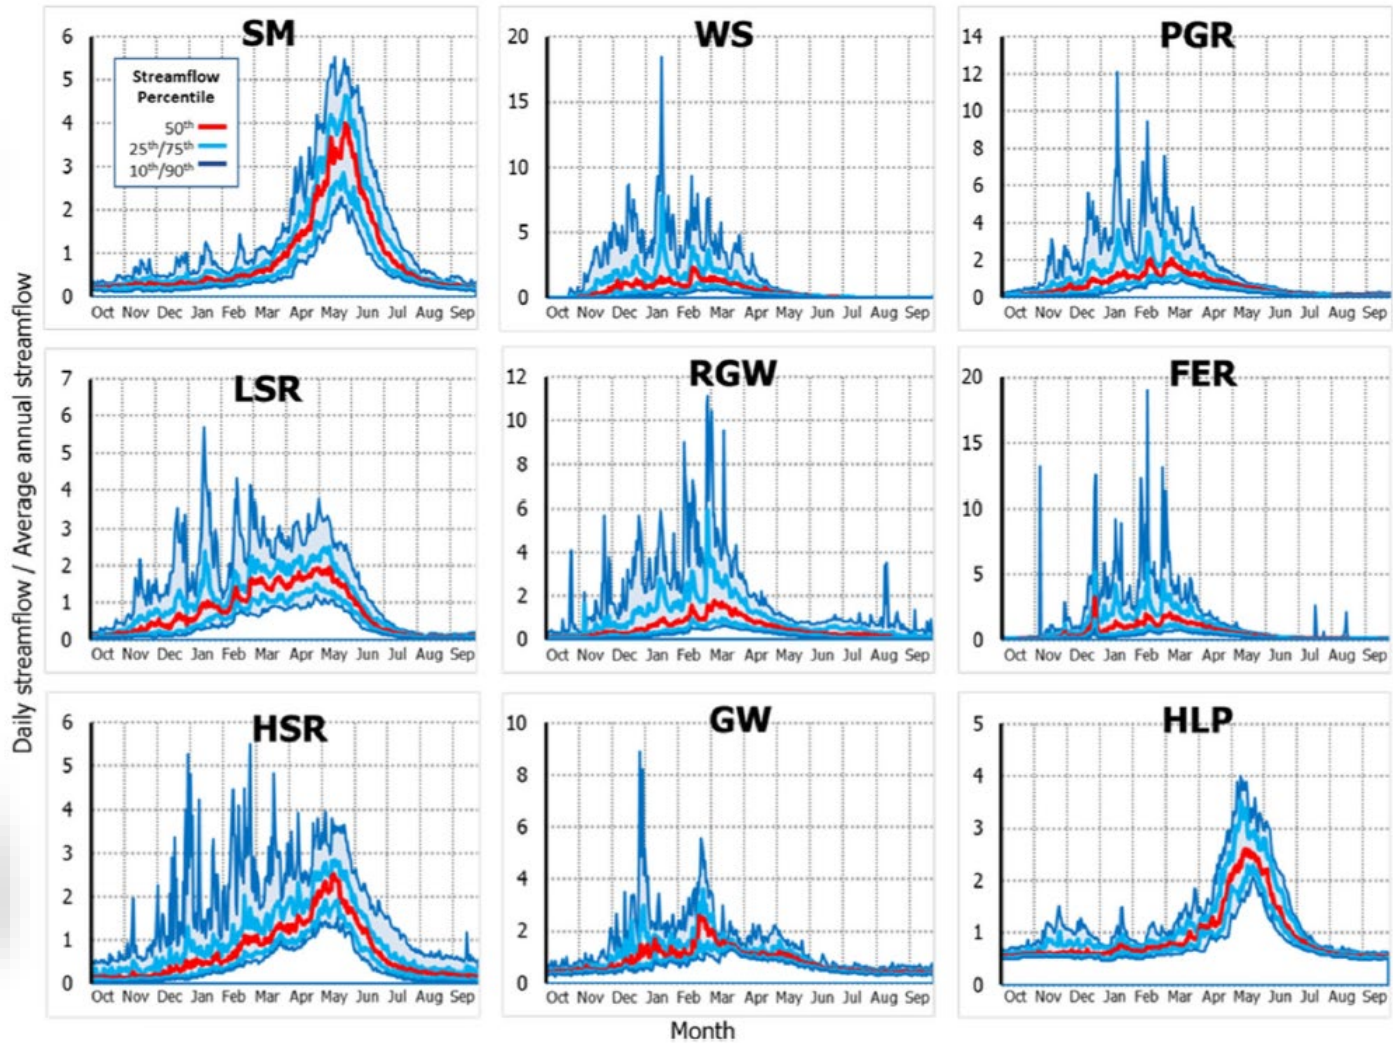 Daily streamflow / Average annual streamflow
SM
6
5
4
3
2
1
0
Streamflow
Percentile
50th
25th/75th
10th/90th
Oct Nov Dec Jan Feb Mar Apr May Jun Jul Aug Sep
WS
20
15
10
5
0
Oct Nov Dec Jan Feb Mar Apr May Jun Jul Aug Sep
PGR
14
12
10
8
6
4
2
0
Oct Nov Dec Jan Feb Mar Apr May Jun Jul Aug Sep
LSR
7
6
5
4
3
2
1
0
Oct Nov Dec Jan Feb Mar Apr May Jun Jul Aug Sep
RGW
12
10
8
6
4
2
0
Oct Nov Dec Jan Feb Mar Apr May Jun Jul Aug Sep
FER
20
15
10
5
0
Oct Nov Dec Jan Feb Mar Apr May Jun Jul Aug Sep
HSR
6
5
4
3
2
1
0
Oct Nov Dec Jan Feb Mar Apr May Jun Jul Aug Sep
GW
10
8
6
4
2
0
Oct Nov Dec Jan Feb Mar Apr May Jun Jul Aug Sep
HLP
5
4
3
2
1
0
Oct Nov Dec Jan Feb Mar Apr May Jun Jul Aug Sep
Month